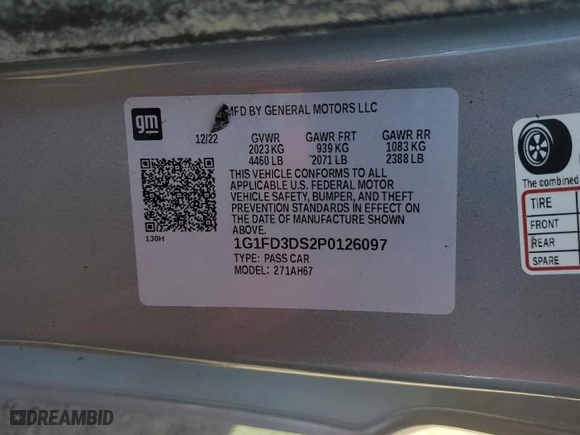 gm
MFD BY GENERAL MOTORS LLC
12/22
GVWR GAWR FRT GAWR RR
2023 KG 939 KG 1083 KG
4460 LB 2071 LB 2388 LB
THIS VEHICLE CONFORMS TO ALL
APPLICABLE U.S. FEDERAL MOTOR
VEHICLE SAFETY, BUMPER, AND THEFT
PREVENTION STANDARDS IN EFFECT ON
THE DATE OF MANUFACTURE SHOWN
ABOVE.
130H
1G1FD3DS2P0126097
TYPE: PASS CAR
MODEL: 271AH67
The combined
TIRE
FRONT
REAR
SPARE
DREAMBID